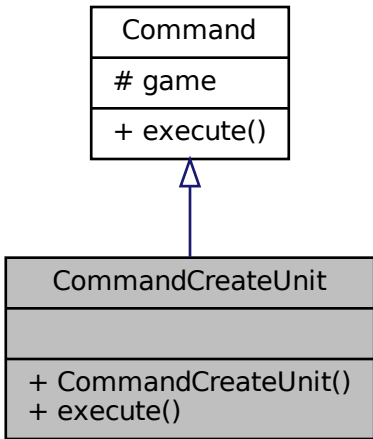 Command
# game
+ execute()
CommandCreateUnit
+ CommandCreateUnit()
+ execute()